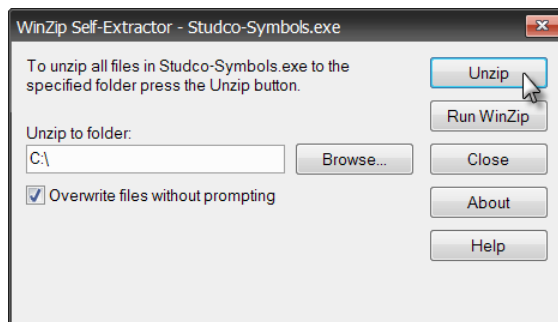 WinZip Self-Extractor - Studco-Symbols.exe
To unzip all files in Studco-Symbols.exe to the
specified folder press the Unzip button.
Unzip to folder:
C:\
Browse...
Overwrite files without prompting
Unzip
Run WinZip
Close
About
Help